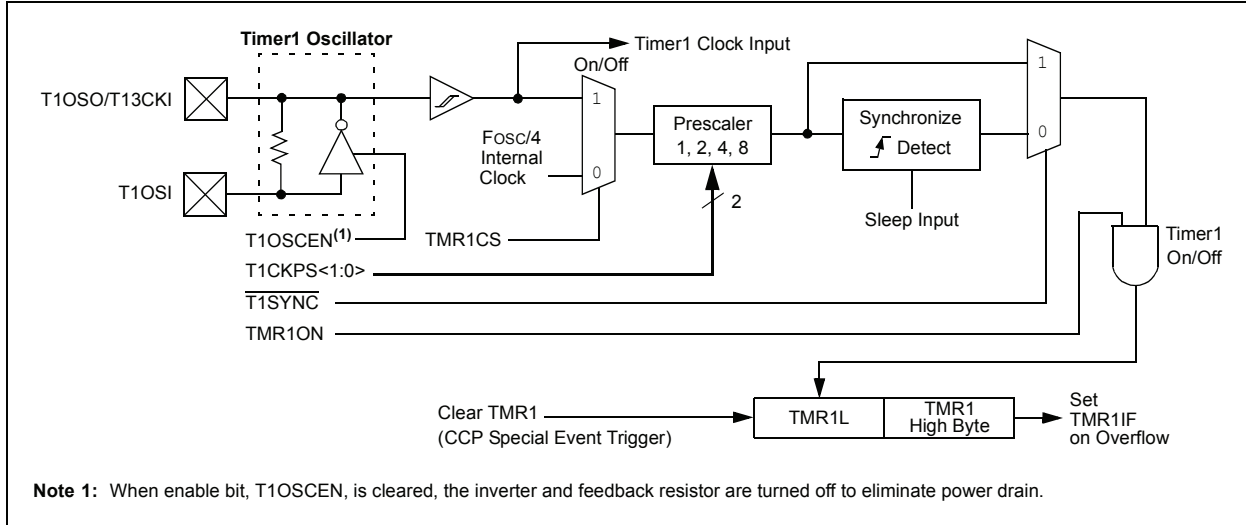 Timer1 Oscillator
Timer1 Clock Input
On/Off
T1OSO/T13CKI
1
1
FOSC/4
Internal
Clock
Prescaler
1, 2, 4, 8
Synchronize
Detect
0
0
T1OSI
2
Sleep Input
T1OSCEN(1)
TMR1CS
Timer1
On/Off
T1CKPS<1:0>
T1SYNC
TMR1ON
Clear TMR1
(CCP Special Event Trigger)
TMR1L
TMR1
High Byte
Set
TMR1IF
on Overflow
Note 1: When enable bit, T1OSCEN, is cleared, the inverter and feedback resistor are turned off to eliminate power drain.